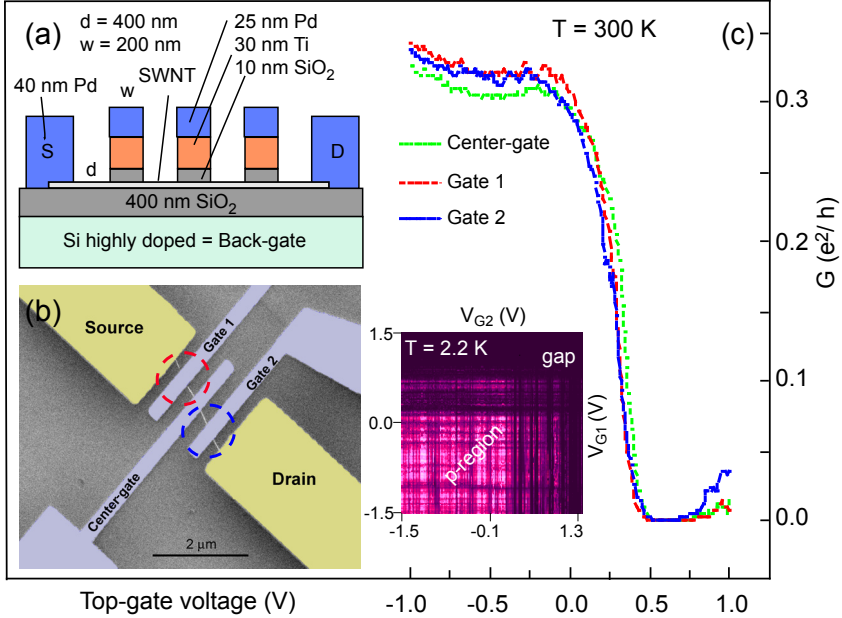 (a)
d = 400 nm
w = 200 nm
25 nm Pd
30 nm Ti
10 nm SiO₂
SWNT
40 nm Pd
w
S
d
D
400 nm SiO₂
Si highly doped = Back-gate
(b)
Source
Gate 1
Gate 2
Center-gate
Drain
2 μm
T = 300 K
(c)
Center-gate
Gate 1
Gate 2
V_G2 (V)
1.5
T = 2.2 K
gap
0.0
p-region
V_G1 (V)
-1.5
-1.5
-0.1
1.3
0.3
0.2
0.1
0.0
G (e²/ h)
Top-gate voltage (V)
-1.0
-0.5
0.0
0.5
1.0